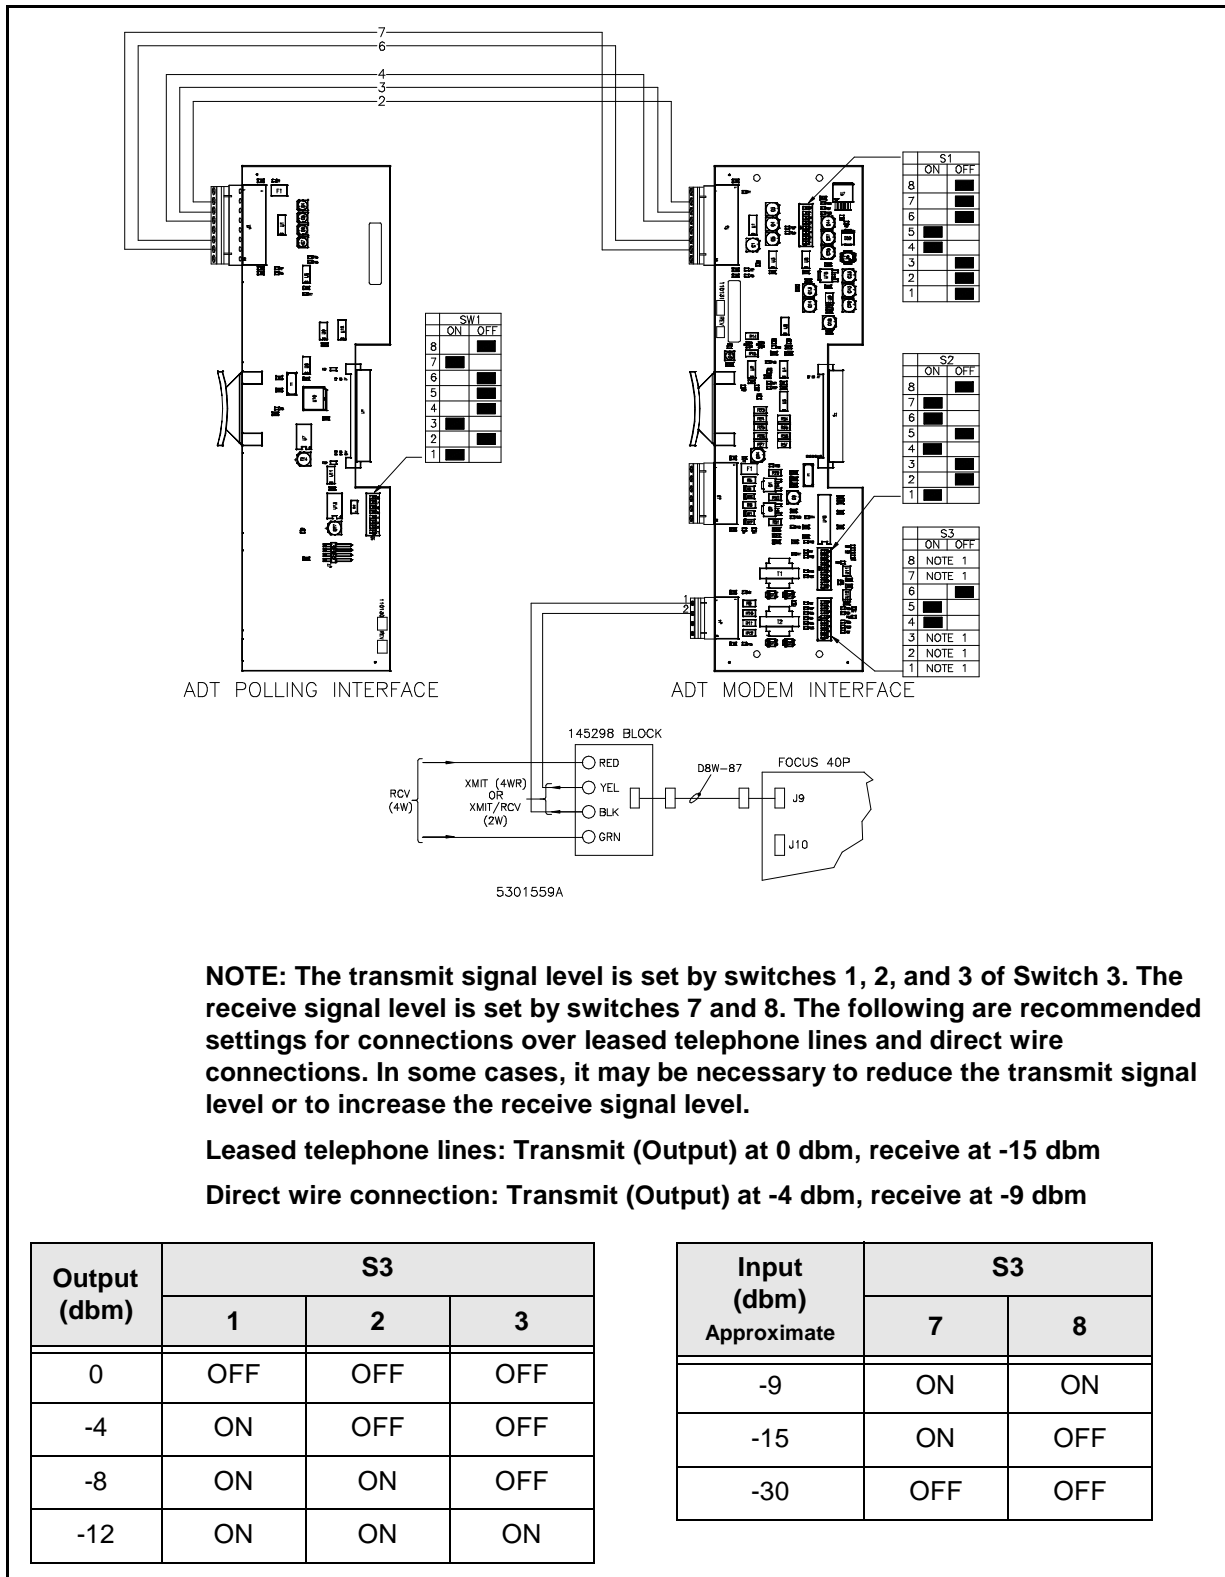 7
6
4
3
2
S1
ON OFF
8
7
6
5
4
3
2
1
SW1
ON OFF
8
7
6
5
4
3
2
1
S2
ON OFF
8
7
6
5
4
3
2
1
S3
ON OFF
8 NOTE 1
7 NOTE 1
6
5
4
3 NOTE 1
2 NOTE 1
1 NOTE 1
F1
F1
T1
T2
1
2
ADT POLLING INTERFACE
ADT MODEM INTERFACE
145298 BLOCK
RED
YEL
BLK
GRN
RCV
(4W)
XMIT (4WR)
OR
XMIT/RCV
(2W)
D8W-87
FOCUS 40P
J9
J10
5301559A
NOTE: The transmit signal level is set by switches 1, 2, and 3 of Switch 3. The
receive signal level is set by switches 7 and 8. The following are recommended
settings for connections over leased telephone lines and direct wire
connections. In some cases, it may be necessary to reduce the transmit signal
level or to increase the receive signal level.
Leased telephone lines: Transmit (Output) at 0 dbm, receive at -15 dbm
Direct wire connection: Transmit (Output) at -4 dbm, receive at -9 dbm
Output (dbm) S3
1 2 3
0 OFF OFF OFF
-4 ON OFF OFF
-8 ON ON OFF
-12 ON ON ON
Input (dbm) Approximate S3
7 8
-9 ON ON
-15 ON OFF
-30 OFF OFF